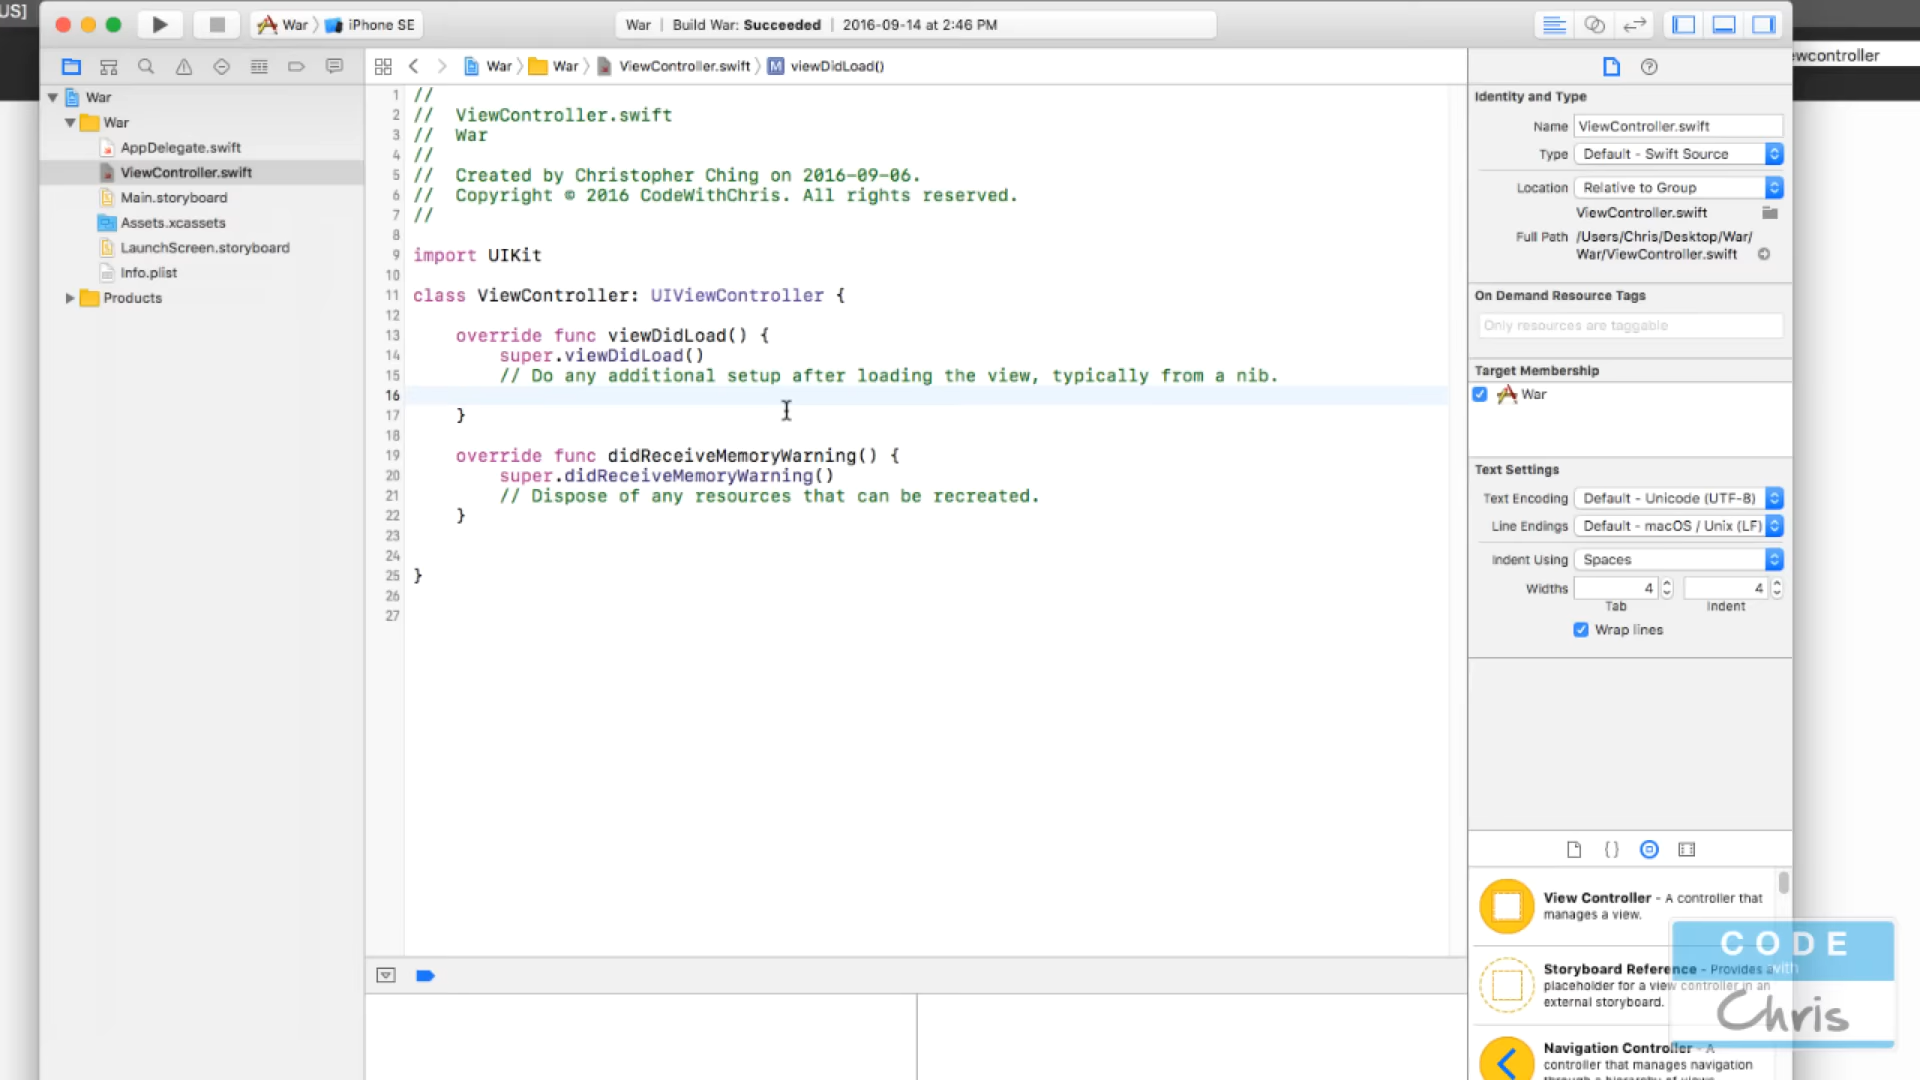 US]
War
iPhone SE
War | Build War: Succeeded | 2016-09-14 at 2:46 PM
wcontroller
War
War
ViewController.swift
viewDidLoad()
War
War
AppDelegate.swift
ViewController.swift
Main.storyboard
Assets.xcassets
LaunchScreen.storyboard
Info.plist
Products
1 //
2 // ViewController.swift
3 // War
4 //
5 // Created by Christopher Ching on 2016-09-06.
6 // Copyright © 2016 CodeWithChris. All rights reserved.
7 //
8
9 import UIKit
10
11 class ViewController: UIViewController {
12
13 override func viewDidLoad() {
14 super.viewDidLoad()
15 // Do any additional setup after loading the view, typically from a nib.
16
17 }
18
19 override func didReceiveMemoryWarning() {
20 super.didReceiveMemoryWarning()
21 // Dispose of any resources that can be recreated.
22 }
23
24
25 }
26
27
Identity and Type
Name ViewController.swift
Type Default - Swift Source
Location Relative to Group
ViewController.swift
Full Path /Users/Chris/Desktop/War/
War/ViewController.swift
On Demand Resource Tags
Only resources are taggable
Target Membership
War
Text Settings
Text Encoding Default - Unicode (UTF-8)
Line Endings Default - macOS / Unix (LF)
Indent Using Spaces
Widths 4 4
Tab Indent
Wrap lines
View Controller - A controller that
manages a view.
Storyboard Reference - Provides a
placeholder for a view controller in an
external storyboard.
Navigation Controller - A
controller that manages navigation
through a hierarchy of views.
CODE
with
Chris